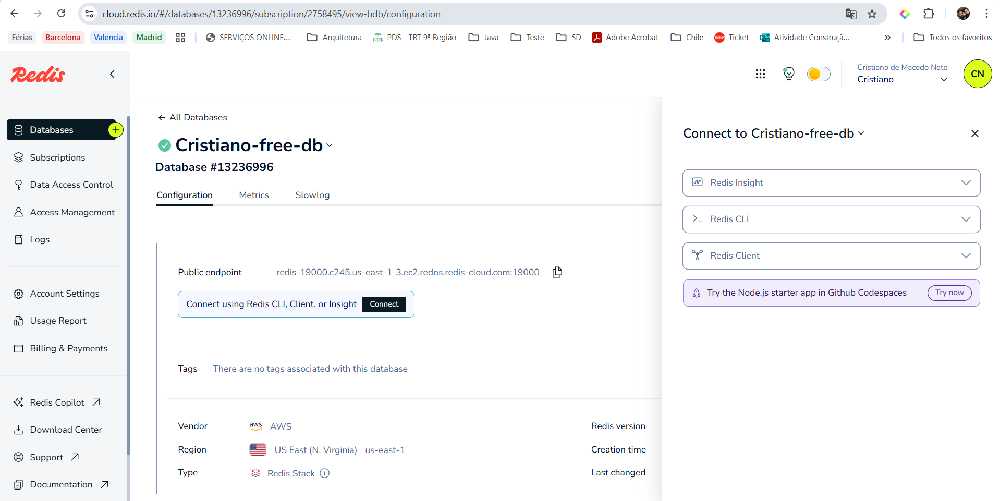 cloud.redis.io/#/databases/13236996/subscription/2758495/view-bdb/configuration
Férias
Barcelona
Valencia
Madrid
SERVIÇOS ONLINE....
Arquitetura
PDS - TRT 9ª Região
Java
Teste
SD
Adobe Acrobat
Chile
Ticket
Ticket
Atividade Construçã...
Todos os favoritos
Redis
Cristiano de Macedo Neto
Cristiano
CN
Databases
Subscriptions
Data Access Control
Access Management
Logs
Account Settings
Usage Report
Billing & Payments
Redis Copilot
Download Center
Support
Documentation
All Databases
Cristiano-free-db
Database #13236996
Configuration
Metrics
Slowlog
Public endpoint
redis-19000.c245.us-east-1-3.ec2.redns.redis-cloud.com:19000
Connect using Redis CLI, Client, or Insight
Connect
Tags
There are no tags associated with this database
Vendor
aws
AWS
Region
US East (N. Virginia)
us-east-1
Type
Redis Stack
Redis version
Creation time
Last changed
Connect to Cristiano-free-db
Redis Insight
Redis CLI
Redis Client
Try the Node.js starter app in Github Codespaces
Try now